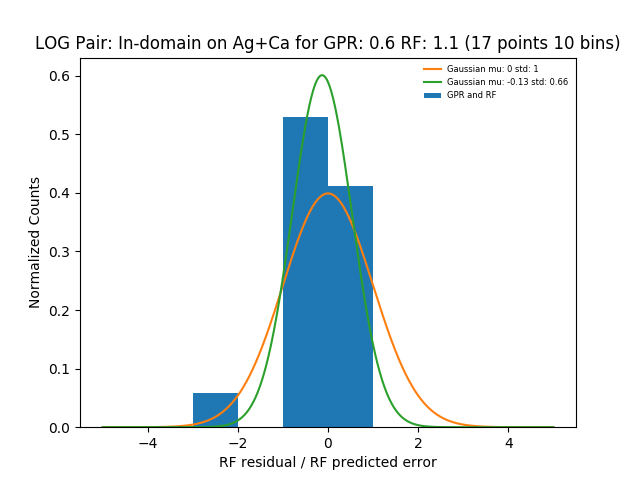 LOG Pair: In-domain on Ag+Ca for GPR: 0.6 RF: 1.1 (17 points 10 bins)
Gaussian mu: 0 std: 1
Gaussian mu: -0.13 std: 0.66
GPR and RF
Normalized Counts
0.6
0.5
0.4
0.3
0.2
0.1
0.0
−4 −2 0 2 4
RF residual / RF predicted error